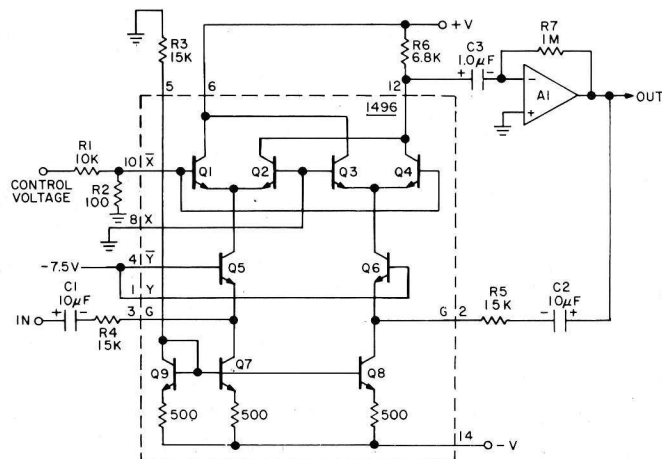 +V
R3
15K
R6
6.8K
C3
1.0µF
+
-
R7
1M
-
+
A1
OUT
5
6
12
1496
R1
10K
10
X̅
Q1
Q2
Q3
Q4
CONTROL
VOLTAGE
R2
100
8
X
-7.5V
4
Y̅
Q5
Q6
1
Y
C1
10µF
IN
+
-
3
G
R4
15K
G
2
R5
15K
C2
10µF
-
+
Q9
Q7
Q8
500
500
500
14
-V